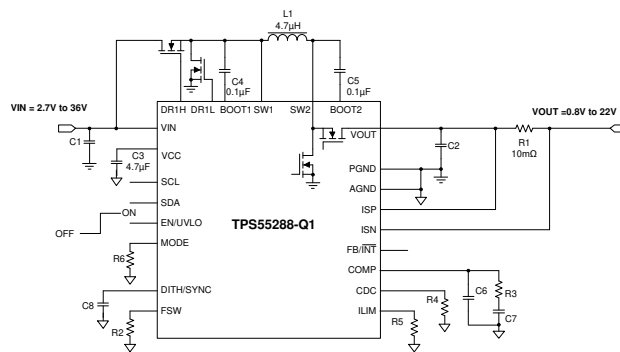 L1
4.7µH
C4
0.1µF
C5
0.1µF
DR1H DR1L BOOT1 SW1 SW2 BOOT2
VIN = 2.7V to 36V
VOUT =0.8V to 22V
VIN
VOUT
C1
C2
R1
10mΩ
C3
4.7µF
VCC
PGND
SCL
AGND
SDA
ISP
ON
OFF
EN/UVLO
TPS55288-Q1
ISN
MODE
FB/INT
R6
COMP
DITH/SYNC
CDC
C6
R3
C8
FSW
R4
C7
ILIM
R2
R5